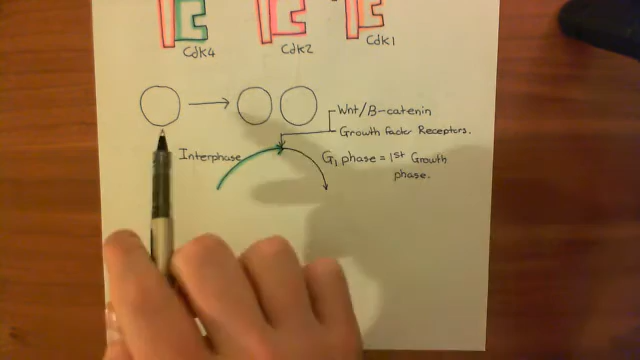 Cdk4
Cdk2
Cdk1
Wnt/B-catenin
Growth factor Receptors.
Interphase
G1 phase = 1st Growth
phase.